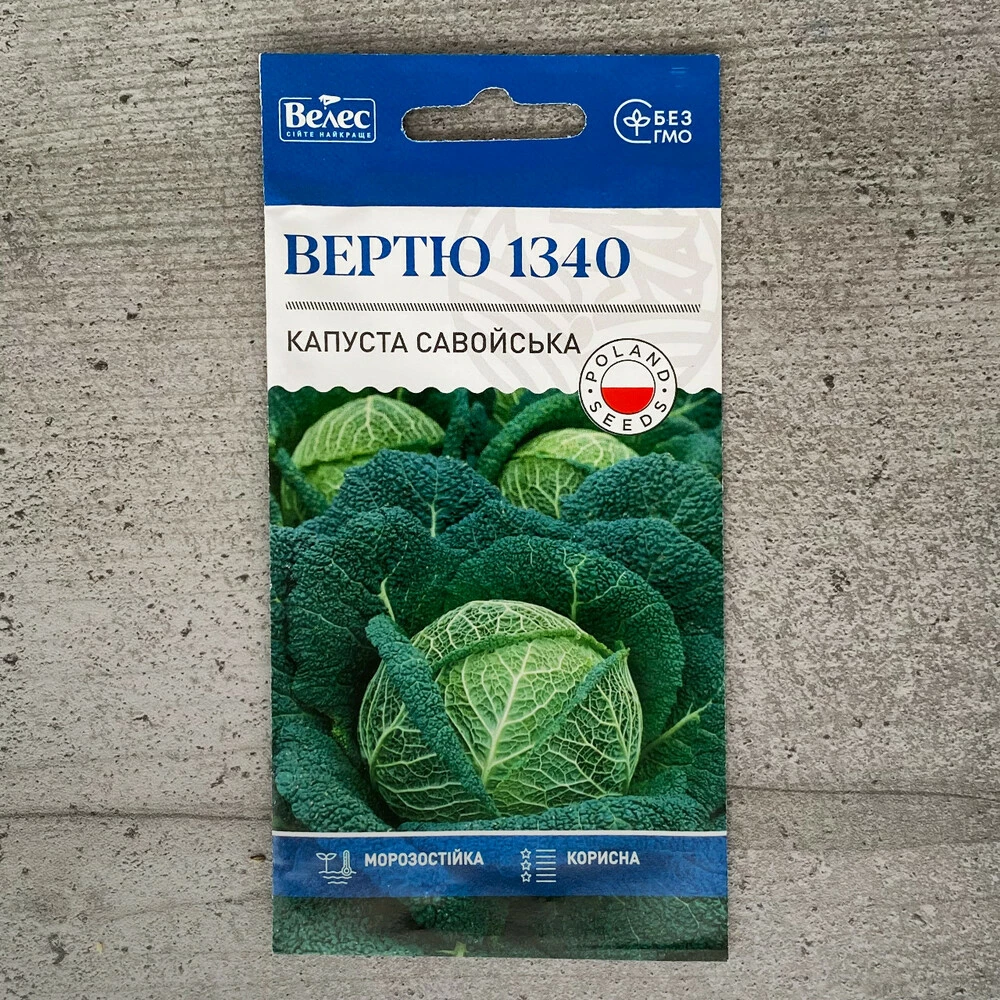 Велес
СІЙТЕ НАЙКРАЩЕ
БЕЗ
ГМО
ВЕРТЮ 1340
КАПУСТА САВОЙСЬКА
POLAND
SEEDS
МОРОЗОСТІЙКА
КОРИСНА